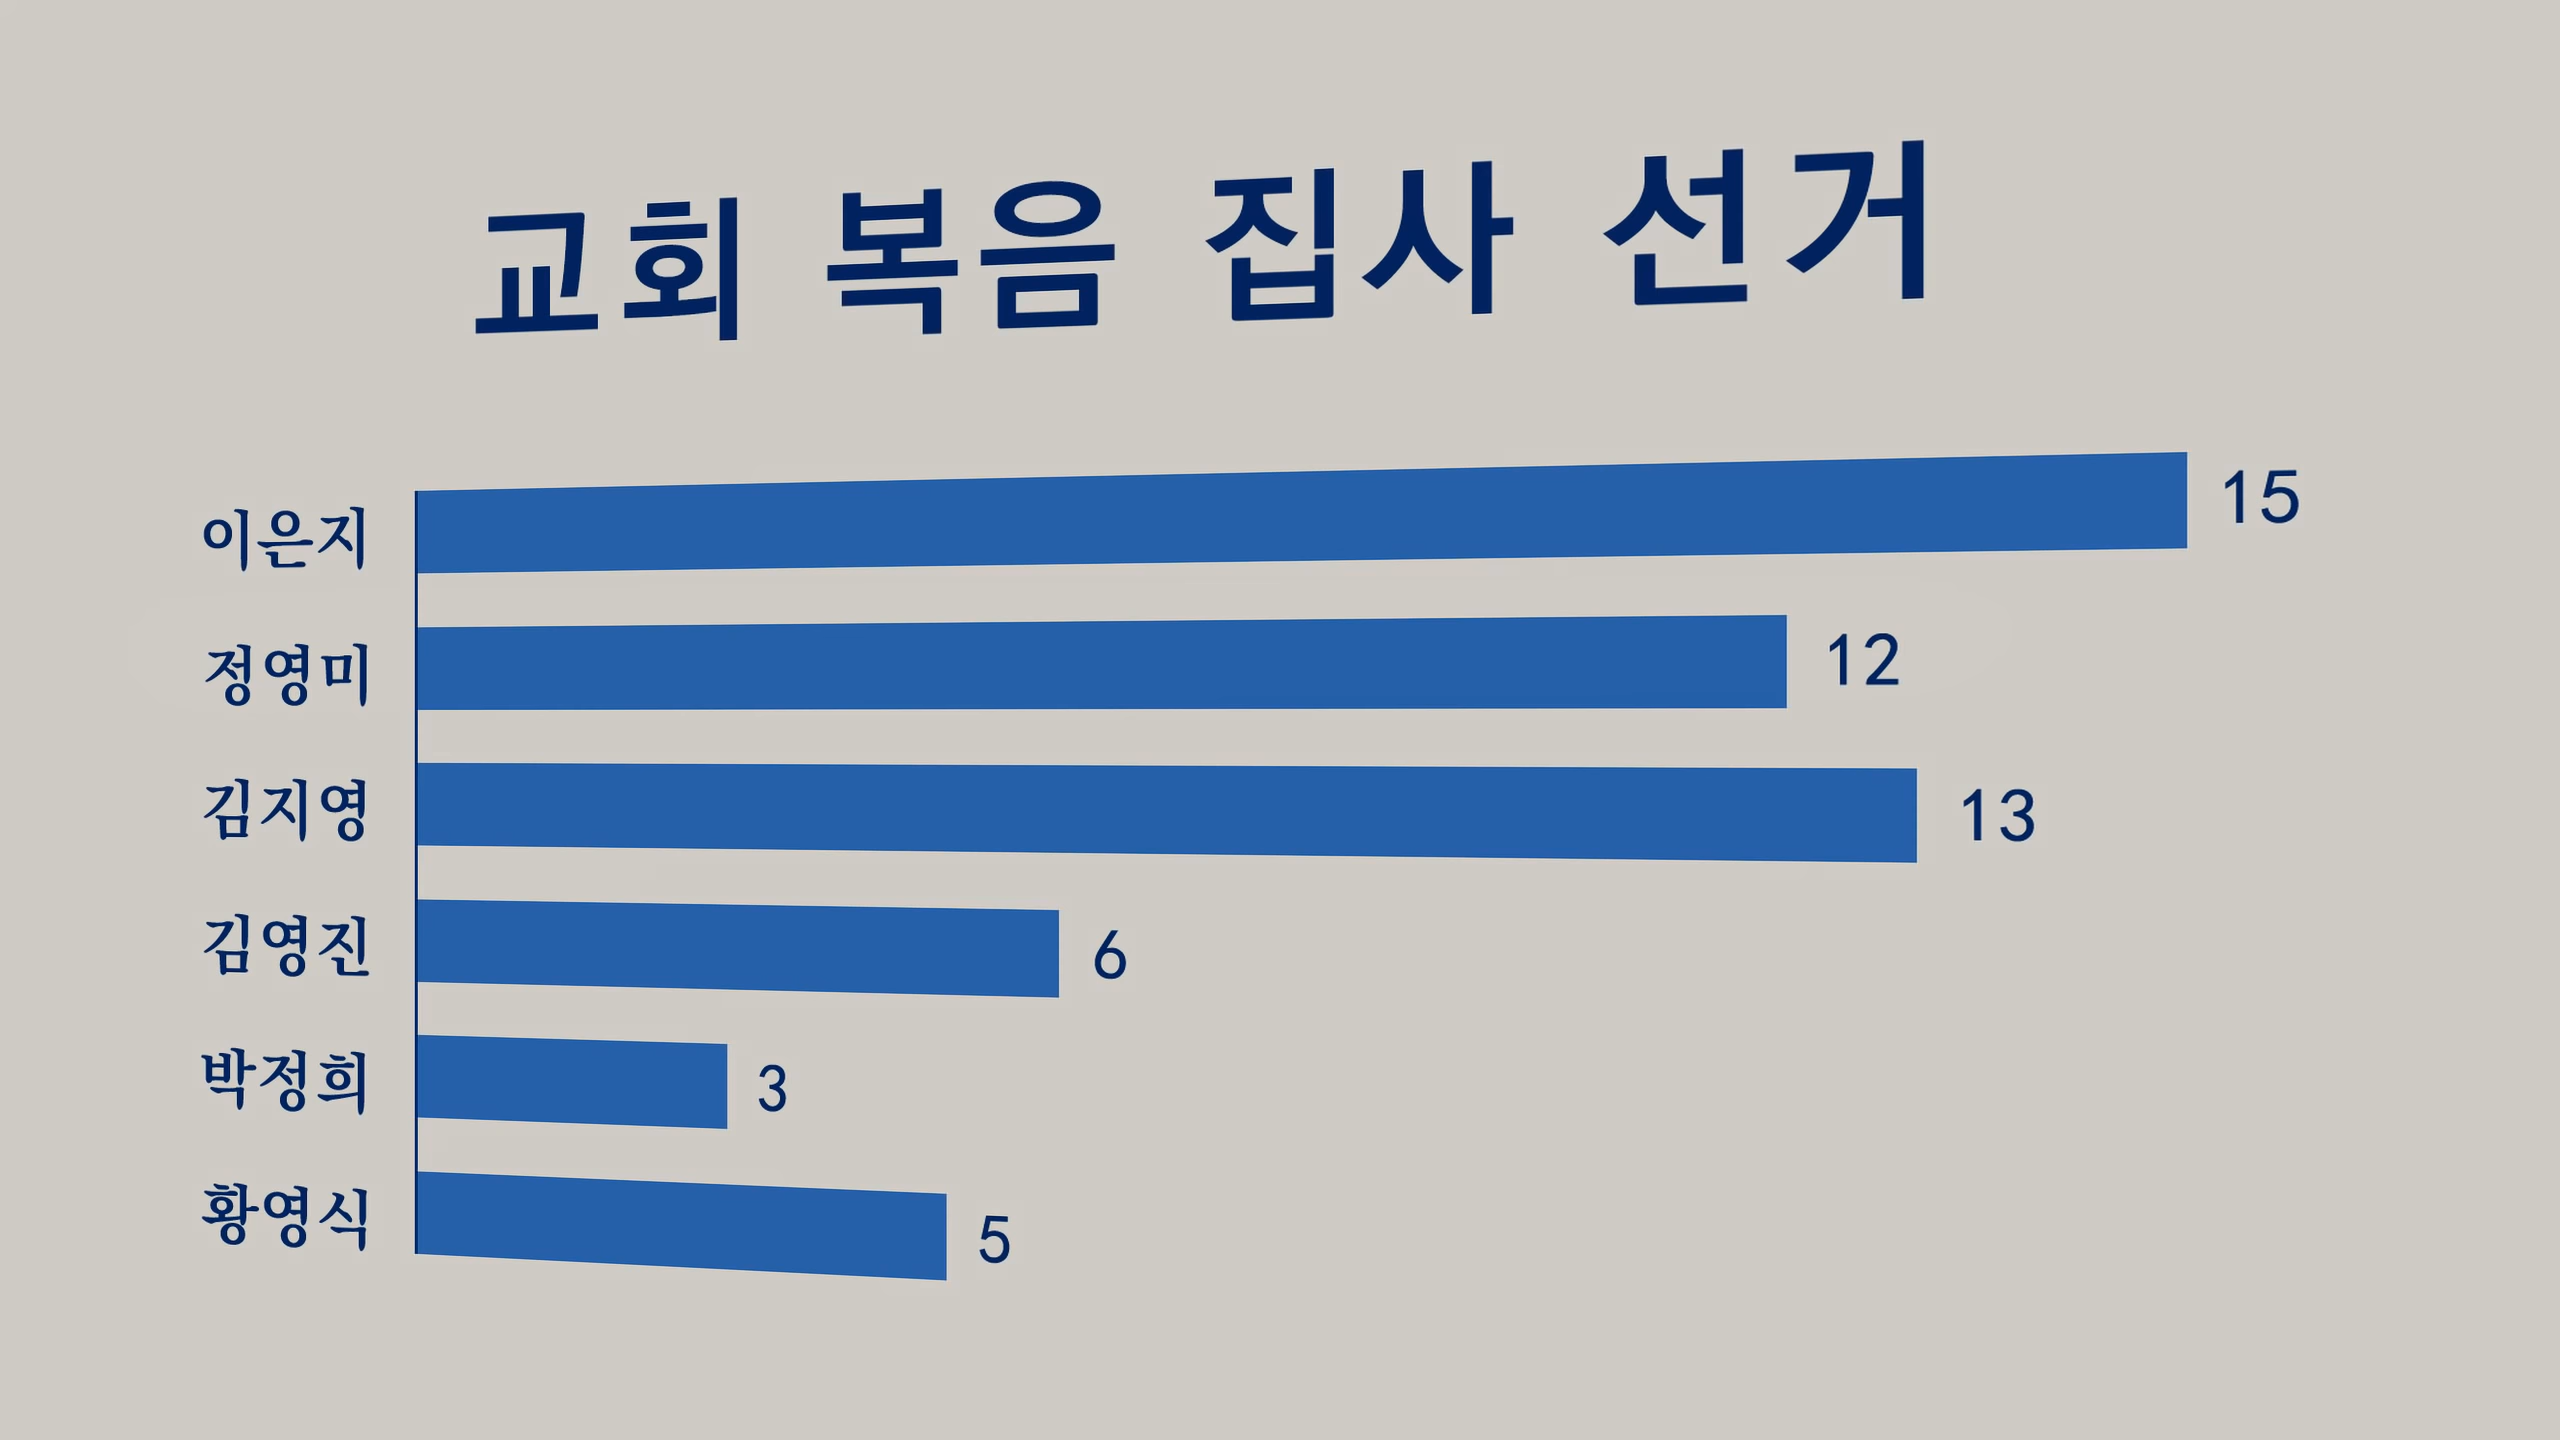 교회 복음 집사 선거
이은지 15
정영미 12
김지영 13
김영진 6
박정희 3
황영식 5